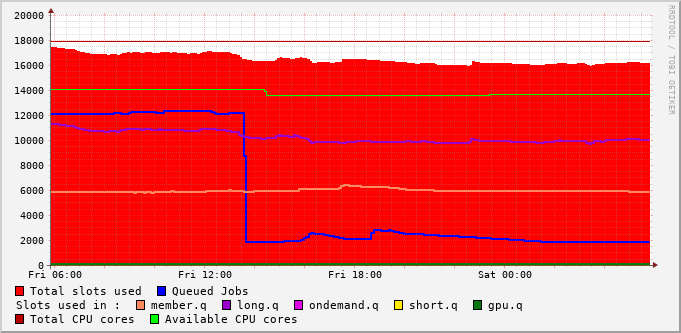 20000
18000
16000
14000
12000
10000
8000
6000
4000
2000
0
Fri 06:00 Fri 12:00 Fri 18:00 Sat 00:00
Total slots used Queued Jobs
Slots used in : member.q long.q ondemand.q short.q gpu.q
Total CPU cores Available CPU cores
RRDTOOL / TOBI OETIKER